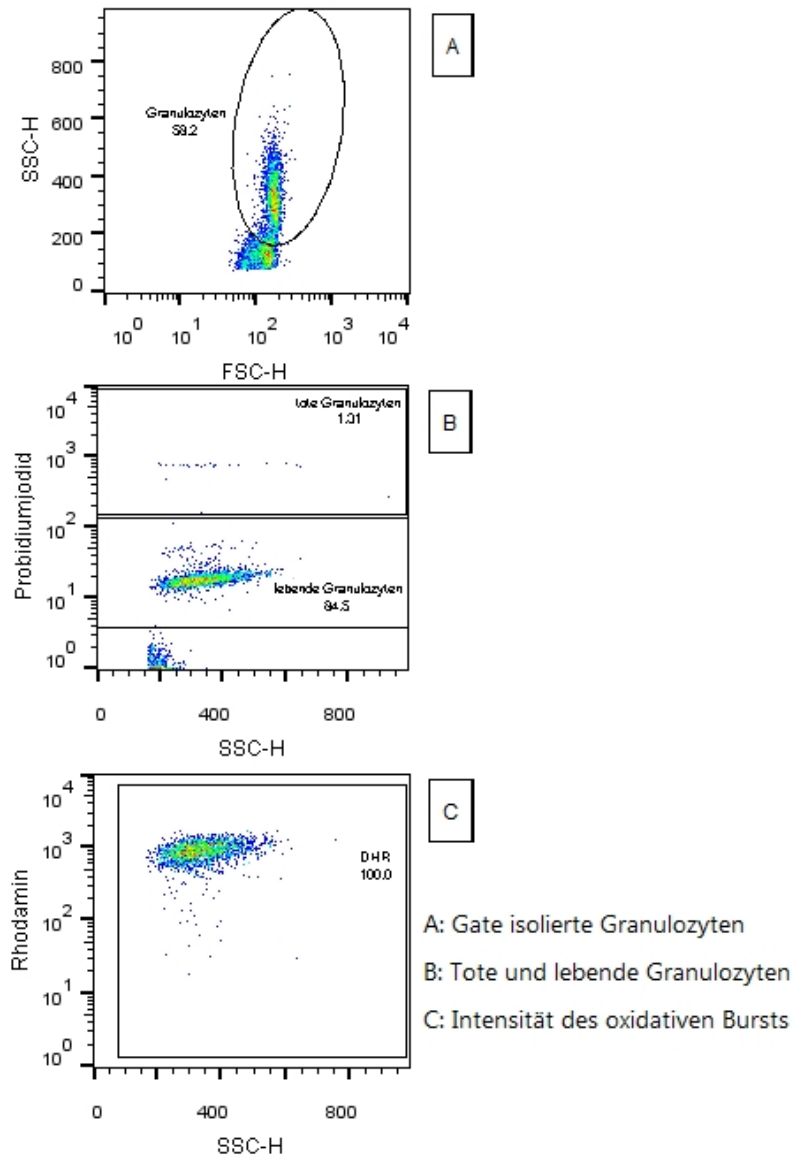 A
800
600
400
200
0
SSC-H
Granulozyten
58.2
10^0 10^1 10^2 10^3 10^4
FSC-H
B
10^4
10^3
10^2
10^1
10^0
Probidiumjodid
tote Granulozyten
1.31
lebende Granulozyten
84.5
0 400 800
SSC-H
C
10^4
10^3
10^2
10^1
10^0
Rhodamin
DHR
100.0
0 400 800
SSC-H
A: Gate isolierte Granulozyten
B: Tote und lebende Granulozyten
C: Intensität des oxidativen Bursts